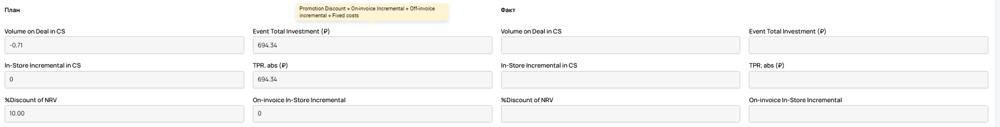 План
Promotion Discount + On-invoice Incremental + Off-invoice
incremental + Fixed costs
Факт
Volume on Deal in CS
Event Total Investment (₽)
Volume on Deal in CS
Event Total Investment (₽)
-0.71
694.34
In-Store Incremental in CS
TPR, abs (₽)
In-Store Incremental in CS
TPR, abs (₽)
0
694.34
%Discount of NRV
On-invoice In-Store Incremental
%Discount of NRV
On-invoice In-Store Incremental
10.00
0